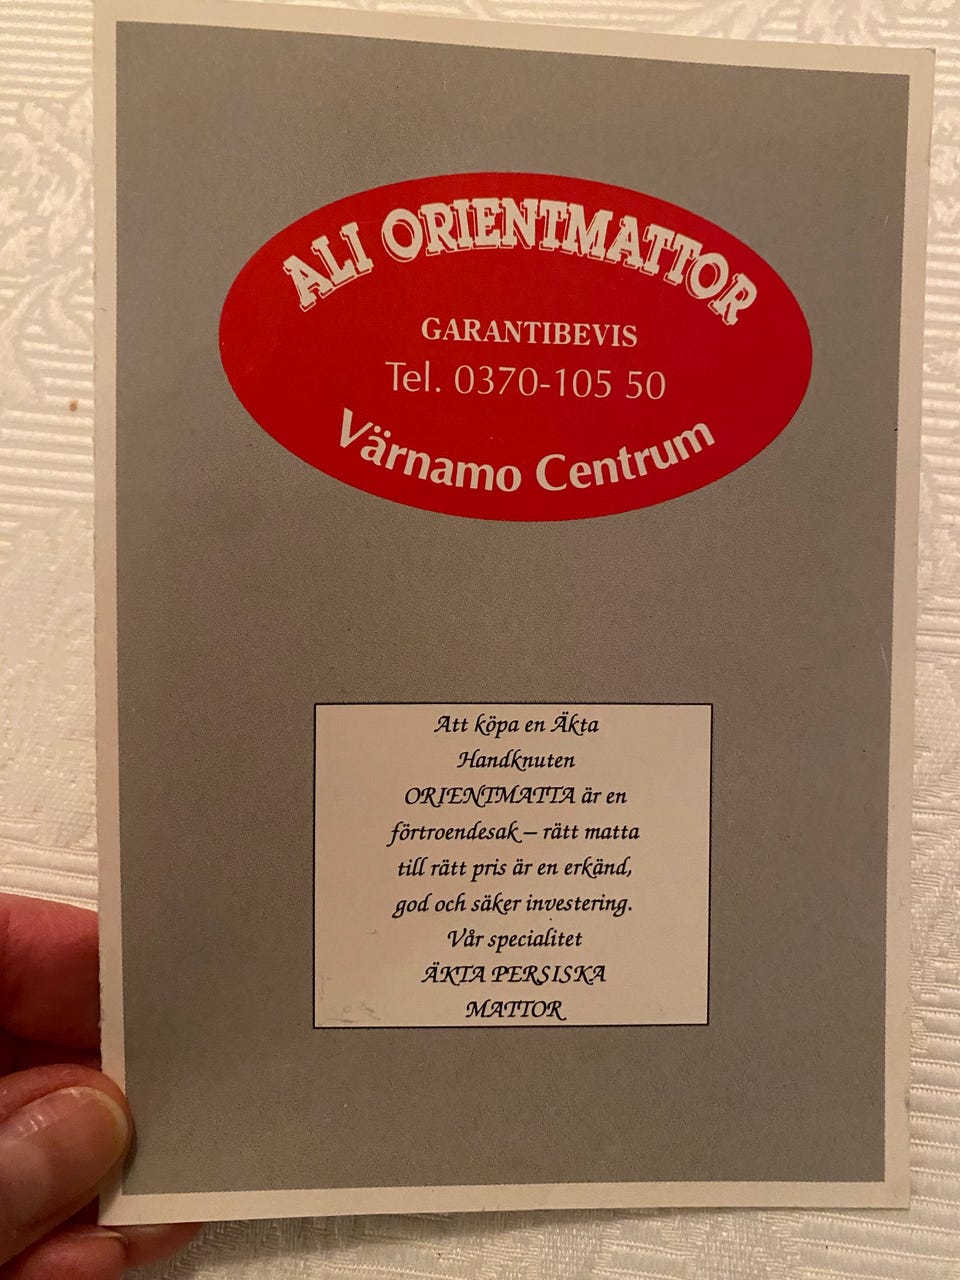 ALI ORIENTMATTOR
GARANTIBEVIS
Tel. 0370-105 50
Värnamo Centrum
Att köpa en Äkta
Handknuten
ORIENTMATTA är en
förtroendesak – rätt matta
till rätt pris är en erkänd,
god och säker investering.
Vår specialitet
ÄKTA PERSISKA
MATTOR